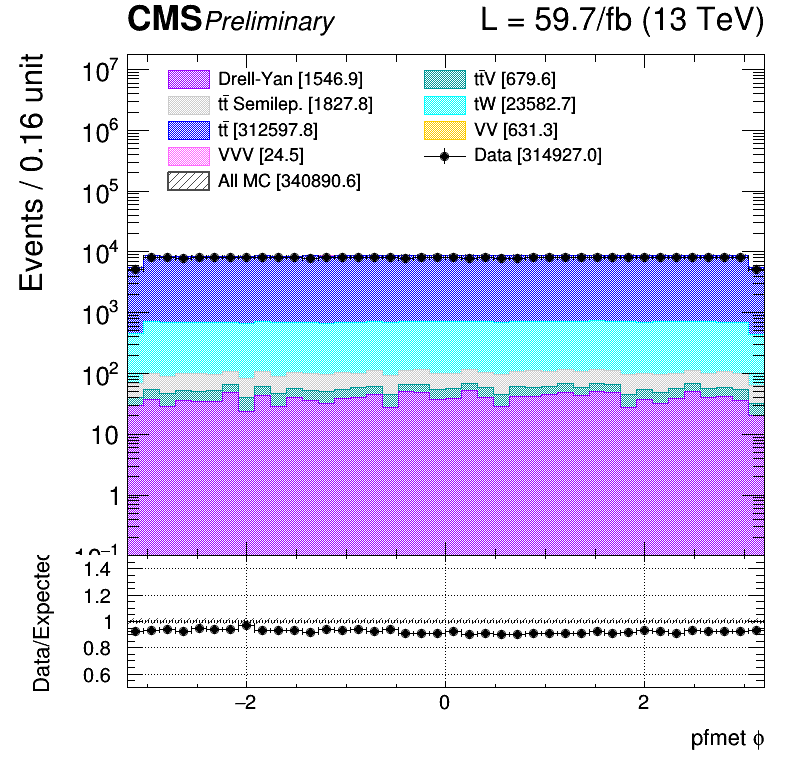 CMS Preliminary L = 59.7/fb (13 TeV)
Events / 0.16 unit
Drell-Yan [1546.9] tt̄V [679.6]
tt̄ Semilep. [1827.8] tW [23582.7]
tt̄ [312597.8] VV [631.3]
VVV [24.5] Data [314927.0]
All MC [340890.6]
10⁷
10⁶
10⁵
10⁴
10³
10²
10
1
10⁻¹
Data/Expected
1.4
1.2
1
0.8
0.6
−2 0 2
pfmet ϕ